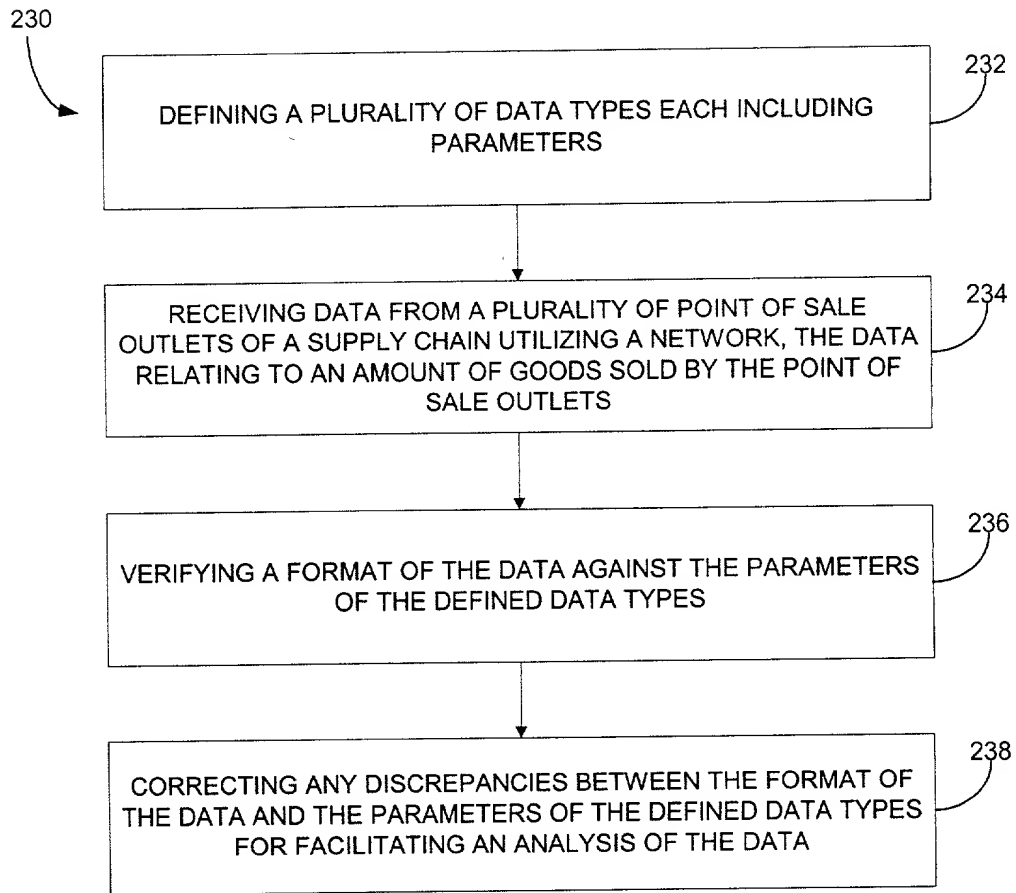 230
232
DEFINING A PLURALITY OF DATA TYPES EACH INCLUDING
PARAMETERS
234
RECEIVING DATA FROM A PLURALITY OF POINT OF SALE
OUTLETS OF A SUPPLY CHAIN UTILIZING A NETWORK, THE DATA
RELATING TO AN AMOUNT OF GOODS SOLD BY THE POINT OF
SALE OUTLETS
236
VERIFYING A FORMAT OF THE DATA AGAINST THE PARAMETERS
OF THE DEFINED DATA TYPES
238
CORRECTING ANY DISCREPANCIES BETWEEN THE FORMAT OF
THE DATA AND THE PARAMETERS OF THE DEFINED DATA TYPES
FOR FACILITATING AN ANALYSIS OF THE DATA